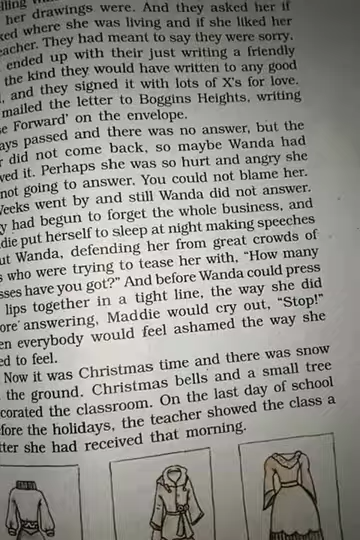 her drawings were. And they asked her if
where she was living and if she liked her
They had meant to say they were sorry.
ended up with their just writing a friendly
the kind they would have written to any good
and they signed it with lots of X's for love.
mailed the letter to Boggins Heights, writing
Forward' on the envelope.
passed and there was no answer, but the
did not come back, so maybe Wanda had
it. Perhaps she was so hurt and angry she
not going to answer. You could not blame her.
eeks went by and still Wanda did not answer.
had begun to forget the whole business, and
die put herself to sleep at night making speeches
ut Wanda, defending her from great crowds of
who were trying to tease her with, "How many
sses have you got?" And before Wanda could press
lips together in a tight line, the way she did
ore answering, Maddie would cry out, "Stop!"
en everybody would feel ashamed the way she
ed to feel.
Now it was Christmas time and there was snow
the ground. Christmas bells and a small tree
corated the classroom. On the last day of school
fore the holidays, the teacher showed the class a
tter she had received that morning.